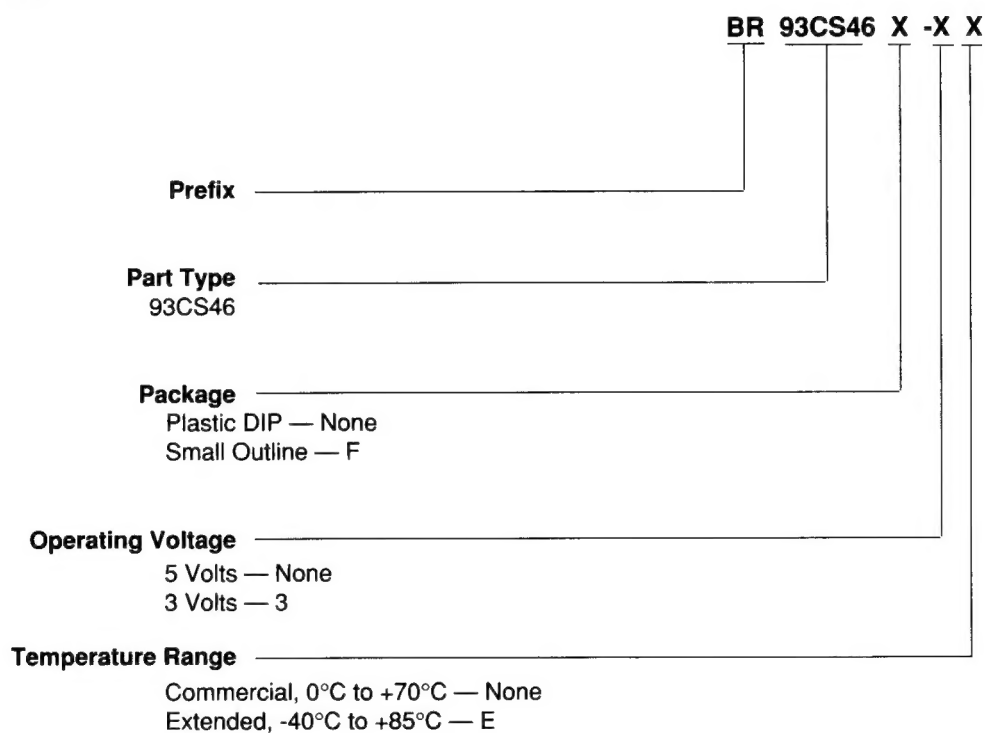 BR 93CS46 X -X X
Prefix
Part Type
93CS46
Package
Plastic DIP — None
Small Outline — F
Operating Voltage
5 Volts — None
3 Volts — 3
Temperature Range
Commercial, 0°C to +70°C — None
Extended, -40°C to +85°C — E